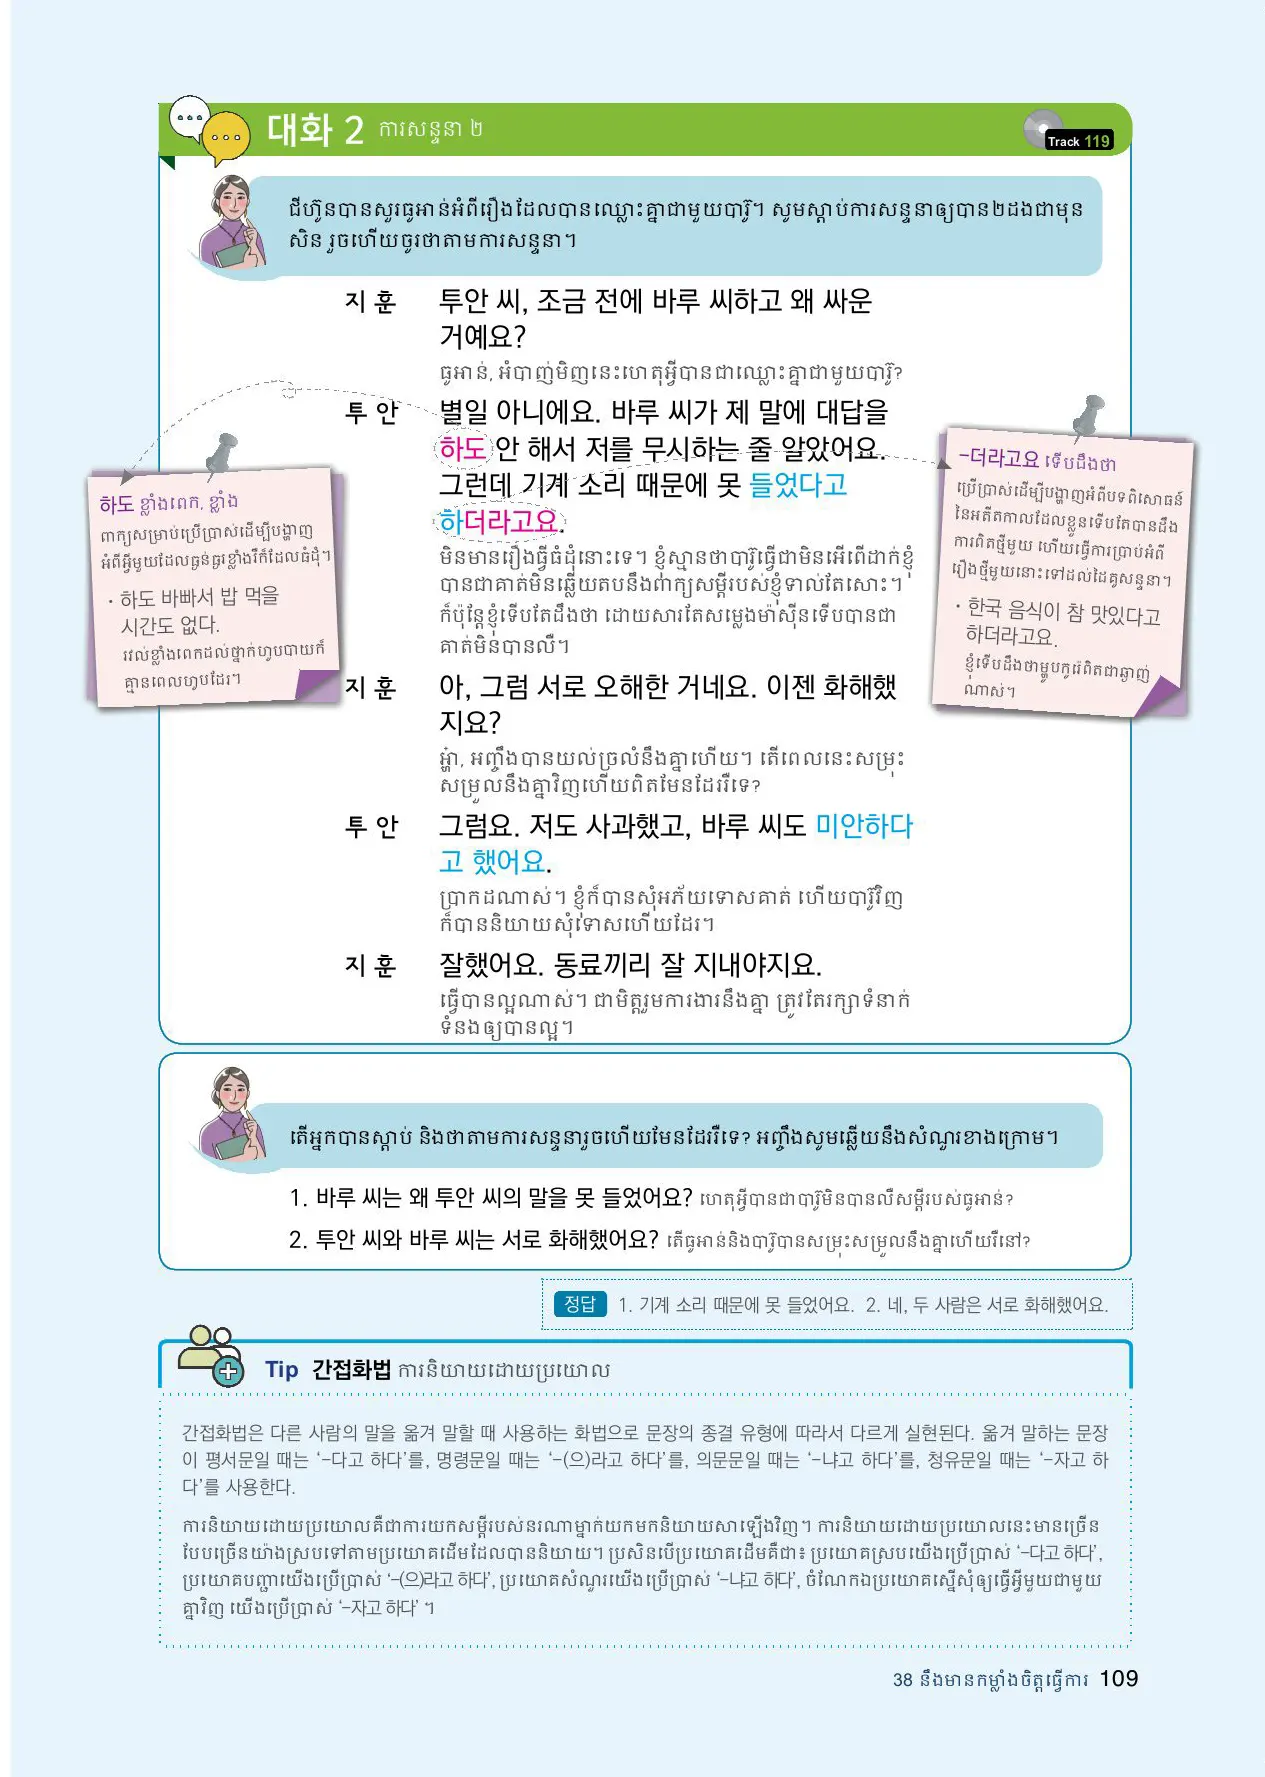 대화 2 ការសន្ទនា ២
Track 119
ជីហ៊ូនបានសួរធូអាន់អំពីរឿងដែលបានឈ្លោះគ្នាជាមួយបារ៊ូ។ សូមស្ដាប់ការសន្ទនាឲ្យបាន២ដងជាមុន
សិន រួចហើយចូរថាតាមការសន្ទនា។
지 훈 투안 씨, 조금 전에 바루 씨하고 왜 싸운
거예요?
ធូអាន់, អំបាញ់មិញនេះហេតុអ្វីបានជាឈ្លោះគ្នាជាមួយបារ៊ូ?
투 안 별일 아니에요. 바루 씨가 제 말에 대답을
하도 안 해서 저를 무시하는 줄 알았어요.
그런데 기계 소리 때문에 못 들었다고
하더라고요.
មិនមានរឿងធ្វីធំដុំនោះទេ។ ខ្ញុំស្មានថាបារ៊ូធ្វើជាមិនអើពើដាក់ខ្ញុំ
បានជាគាត់មិនឆ្លើយតបនឹងពាក្យសម្ដីរបស់ខ្ញុំទាល់តែសោះ។
ក៏ប៉ុន្តែខ្ញុំទើបតែដឹងថា ដោយសារតែសម្លេងម៉ាស៊ីនទើបបានជា
គាត់មិនបានលឺ។
하도 ខ្លាំងពេក, ខ្លាំង
ពាក្យសម្រាប់ប្រើប្រាស់ដើម្បីបង្ហាញ
អំពីអ្វីមួយដែលធ្ងន់ធ្ងរខ្លាំងរឺក៏ដែលធំដុំ។
· 하도 바빠서 밥 먹을
시간도 없다.
រវល់ខ្លាំងពេកដល់ថ្នាក់ហូបបាយក៏
គ្មានពេលហូបដែរ។
-더라고요 ទើបដឹងថា
ប្រើប្រាស់ដើម្បីបង្ហាញអំពីបទពិសោធន៍
នៃអតីតកាលដែលខ្លួនទើបតែបានដឹង
ការពិតថ្មីមួយ ហើយធ្វើការប្រាប់អំពី
រឿងថ្មីមួយនោះទៅដល់ដៃគូសន្ទនា។
· 한국 음식이 참 맛있다고
하더라고요.
ខ្ញុំទើបដឹងថាម្ហូបកូរ៉េពិតជាឆ្ងាញ់
ណាស់។
지 훈 아, 그럼 서로 오해한 거네요. 이젠 화해했
지요?
អ្ហា៎, អញ្ចឹងបានយល់ច្រលំនឹងគ្នាហើយ។ តើពេលនេះសម្រុះ
សម្រួលនឹងគ្នាវិញហើយពិតមែនដែររឺទេ?
투 안 그럼요. 저도 사과했고, 바루 씨도 미안하다
고 했어요.
ប្រាកដណាស់។ ខ្ញុំក៏បានសុំអភ័យទោសគាត់ ហើយបារ៊ូវិញ
ក៏បាននិយាយសុំទោសហើយដែរ។
지 훈 잘했어요. 동료끼리 잘 지내야지요.
ធ្វើបានល្អណាស់។ ជាមិត្តរួមការងារនឹងគ្នា ត្រូវតែរក្សាទំនាក់
ទំនងឲ្យបានល្អ។
តើអ្នកបានស្ដាប់ និងថាតាមការសន្ទនារួចហើយមែនដែររឺទេ? អញ្ចឹងសូមឆ្លើយនឹងសំណួរខាងក្រោម។
1. 바루 씨는 왜 투안 씨의 말을 못 들었어요? ហេតុអ្វីបានជាបារ៊ូមិនបានលឺសម្ដីរបស់ធូអាន់?
2. 투안 씨와 바루 씨는 서로 화해했어요? តើធូអាន់និងបារ៊ូបានសម្រុះសម្រួលនឹងគ្នាហើយរឺនៅ?
정답 1. 기계 소리 때문에 못 들었어요. 2. 네, 두 사람은 서로 화해했어요.
Tip 간접화법 ការនិយាយដោយប្រយោល
간접화법은 다른 사람의 말을 옮겨 말할 때 사용하는 화법으로 문장의 종결 유형에 따라서 다르게 실현된다. 옮겨 말하는 문장
이 평서문일 때는 ‘-다고 하다’를, 명령문일 때는 ‘-(으)라고 하다’를, 의문문일 때는 ‘-냐고 하다’를, 청유문일 때는 ‘-자고 하
다’를 사용한다.
ការនិយាយដោយប្រយោលគឺជាការយកសម្ដីរបស់នរណាម្នាក់យកមកនិយាយសាឡើងវិញ។ ការនិយាយដោយប្រយោលនេះមានច្រើន
បែបច្រើនយ៉ាងស្របទៅតាមប្រយោគដើមដែលបាននិយាយ។ ប្រសិនបើប្រយោគដើមគឺជា៖ ប្រយោគស្របយើងប្រើប្រាស់ ‘-다고 하다’,
ប្រយោគបញ្ជាយើងប្រើប្រាស់ ‘-(으)라고 하다’, ប្រយោគសំណួរយើងប្រើប្រាស់ ‘-냐고 하다’, ចំណែកឯប្រយោគស្នើសុំឲ្យធ្វើអ្វីមួយជាមួយ
គ្នាវិញ យើងប្រើប្រាស់ ‘-자고 하다’ ។
38 នឹងមានកម្លាំងចិត្តធ្វើការ 109